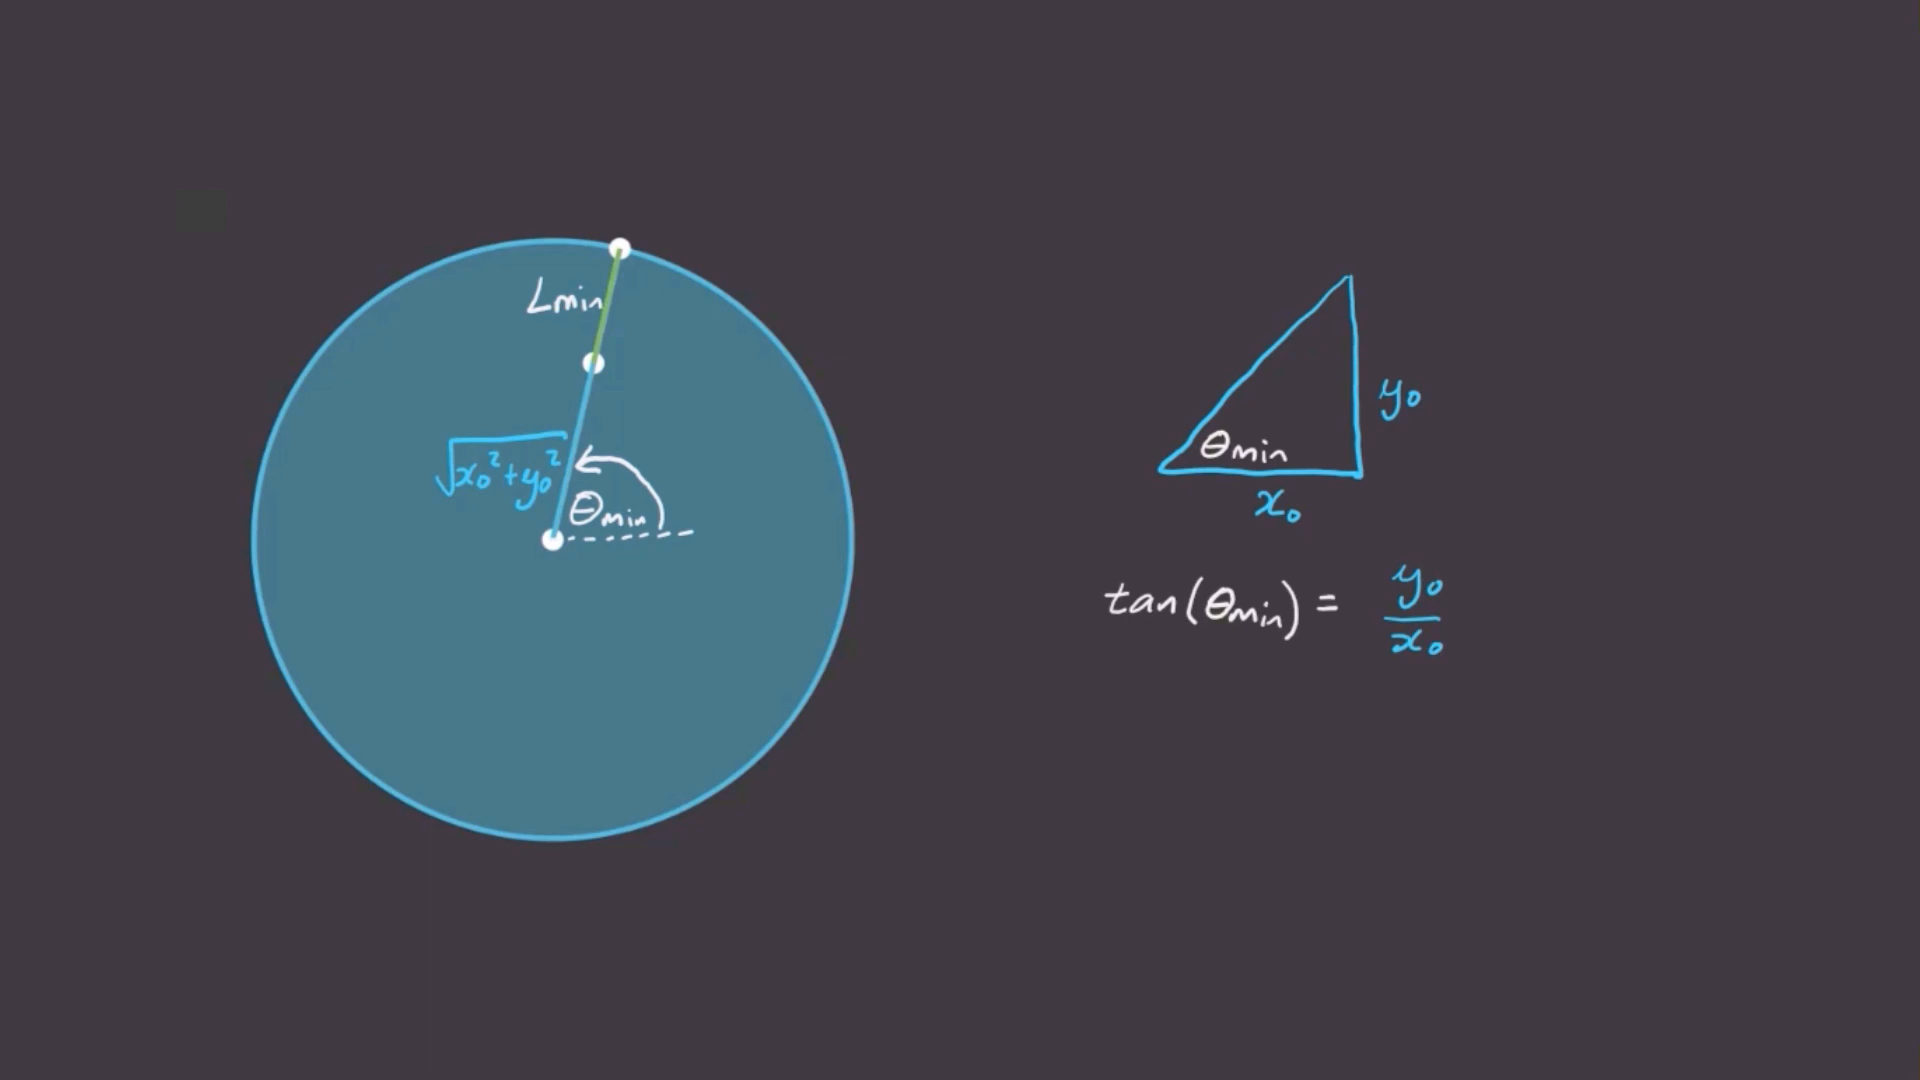 Lmin
√x₀²+y₀²
θmin
y₀
θmin
x₀
tan(θmin) = y₀/x₀